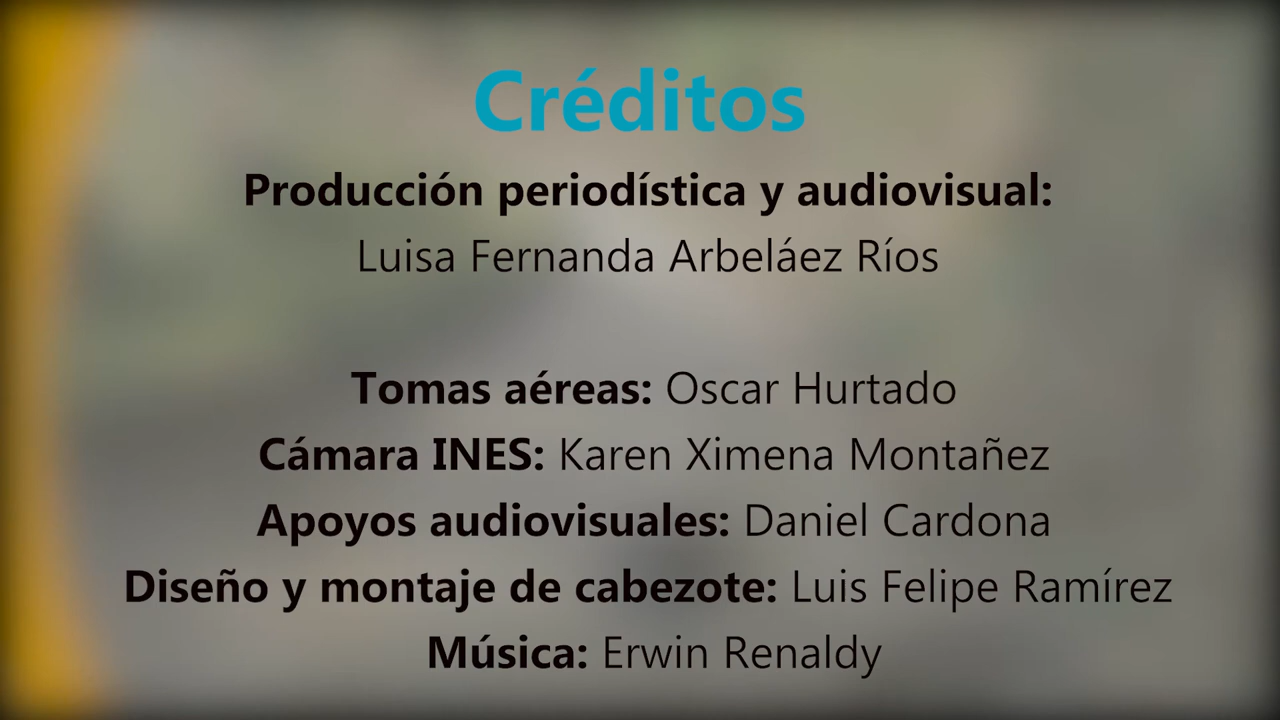 Créditos
Producción periodística y audiovisual:
Luisa Fernanda Arbeláez Ríos
Tomas aéreas: Oscar Hurtado
Cámara INES: Karen Ximena Montañez
Apoyos audiovisuales: Daniel Cardona
Diseño y montaje de cabezote: Luis Felipe Ramírez
Música: Erwin Renaldy